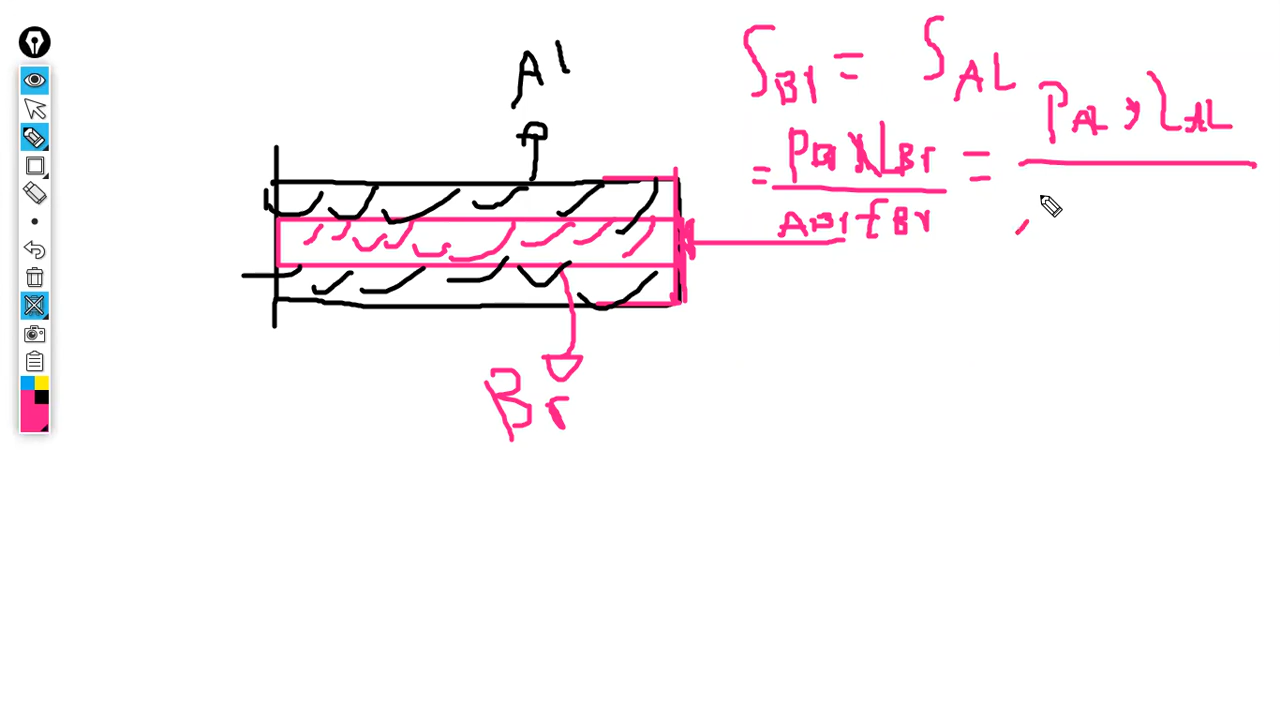 Al
δBr = δAL
= PBr × LBr = PAL × LAL
ABr EBr
Br